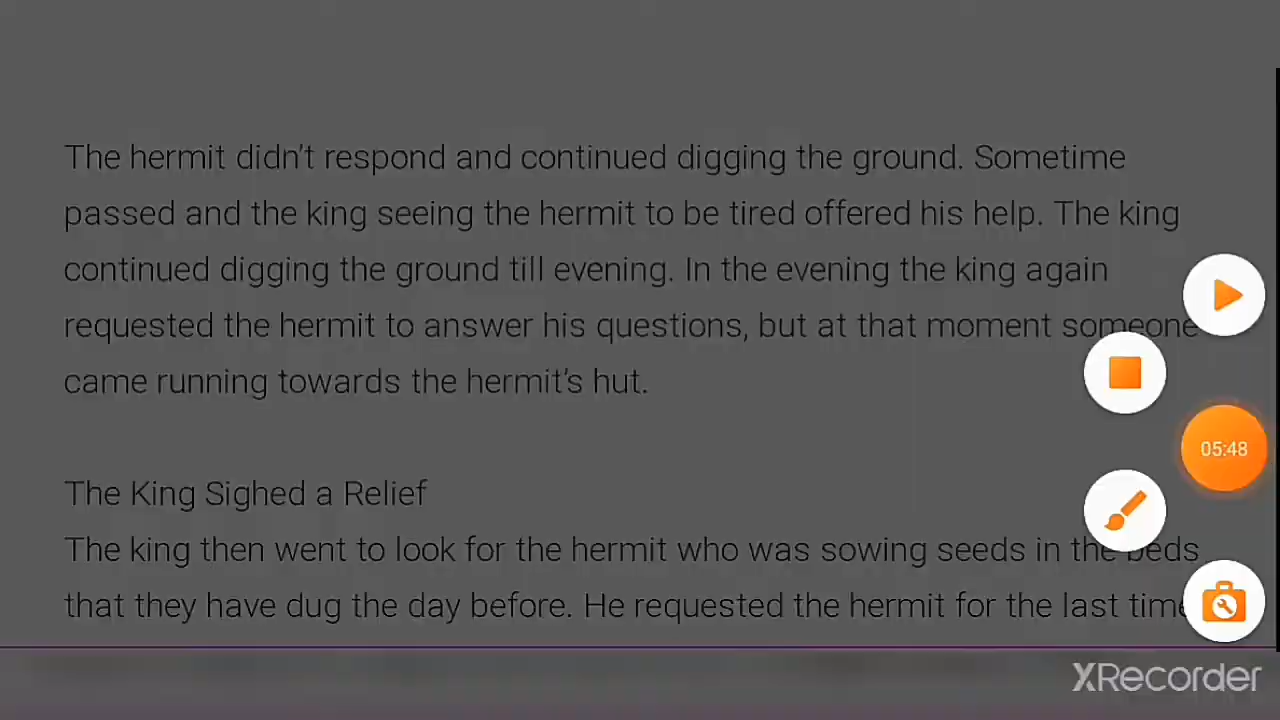 The hermit didn't respond and continued digging the ground. Sometime
passed and the king seeing the hermit to be tired offered his help. The king
continued digging the ground till evening. In the evening the king again
requested the hermit to answer his questions, but at that moment someone
came running towards the hermit's hut.
The King Sighed a Relief
The king then went to look for the hermit who was sowing seeds in the beds
that they have dug the day before. He requested the hermit for the last time
05:48
XRecorder